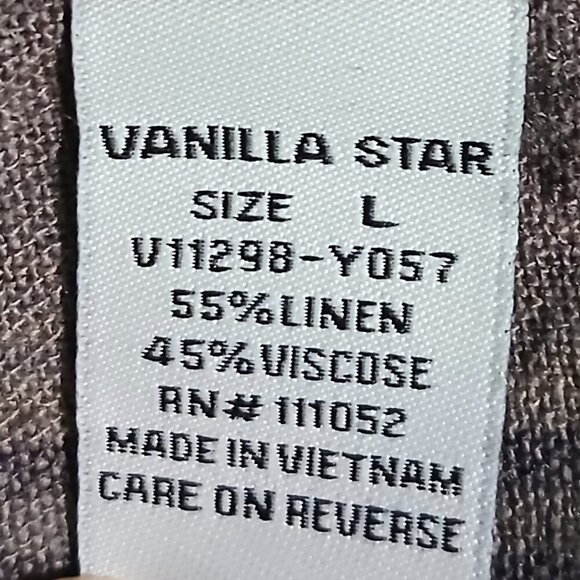 VANILLA STAR
SIZE L
V11298-Y057
55%LINEN
45%VISCOSE
RN# 111052
MADE IN VIETNAM
CARE ON REVERSE